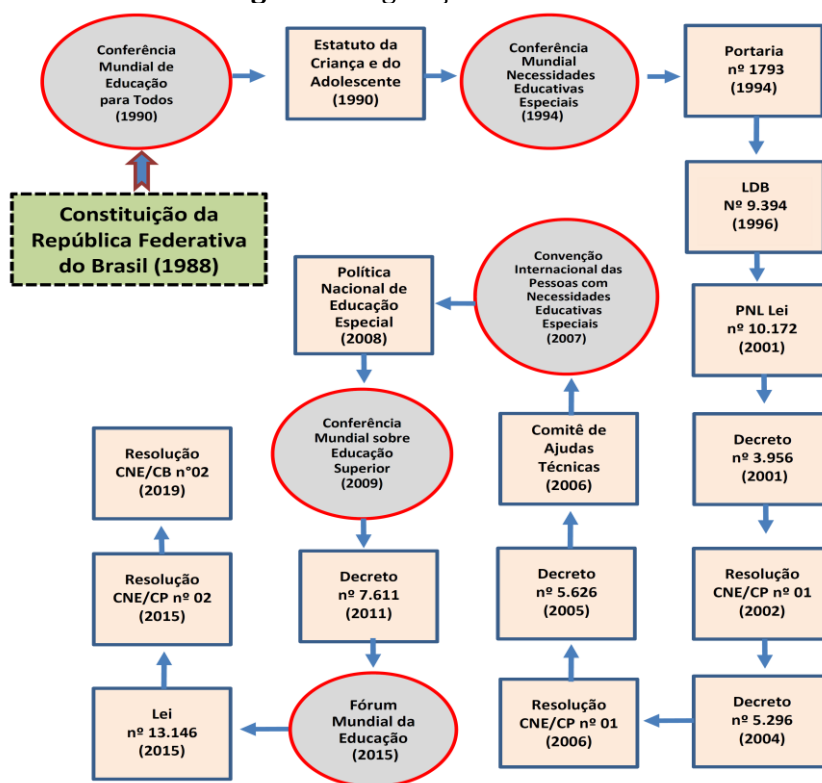 Conferência
Mundial de
Educação
para Todos
(1990)
Estatuto da
Criança e do
Adolescente
(1990)
Conferência
Mundial
Necessidades
Educativas
Especiais
(1994)
Portaria
nº 1793
(1994)
Constituição da
República Federativa
do Brasil (1988)
LDB
Nº 9.394
(1996)
Política
Nacional de
Educação
Especial
(2008)
Convenção
Internacional das
Pessoas com
Necessidades
Educativas
Especiais
(2007)
PNL Lei
nº 10.172
(2001)
Resolução
CNE/CB n°02
(2019)
Conferência
Mundial sobre
Educação
Superior
(2009)
Comitê de
Ajudas
Técnicas
(2006)
Decreto
nº 3.956
(2001)
Resolução
CNE/CP nº 02
(2015)
Decreto
nº 7.611
(2011)
Decreto
nº 5.626
(2005)
Resolução
CNE/CP nº 01
(2002)
Lei
nº 13.146
(2015)
Fórum
Mundial da
Educação
(2015)
Resolução
CNE/CP nº 01
(2006)
Decreto
nº 5.296
(2004)